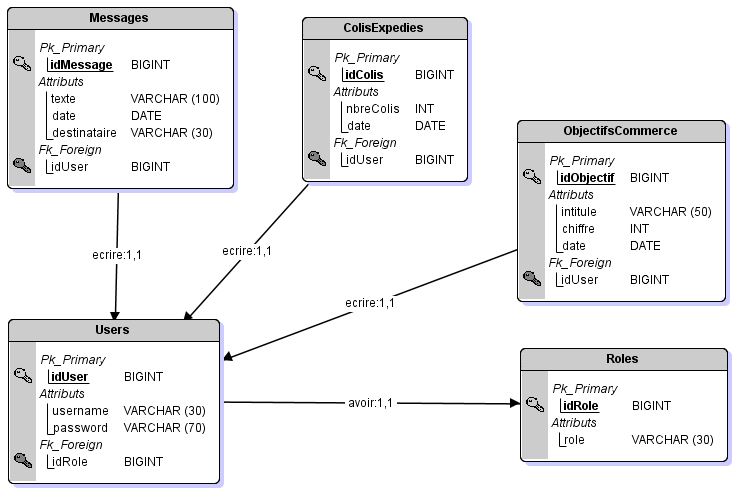 Messages
Pk_Primary
idMessage BIGINT
Attributs
texte VARCHAR (100)
date DATE
destinataire VARCHAR (30)
Fk_Foreign
idUser BIGINT
ColisExpedies
Pk_Primary
idColis BIGINT
Attributs
nbreColis INT
date DATE
Fk_Foreign
idUser BIGINT
ObjectifsCommerce
Pk_Primary
idObjectif BIGINT
Attributs
intitule VARCHAR (50)
chiffre INT
date DATE
Fk_Foreign
idUser BIGINT
ecrire:1,1
ecrire:1,1
ecrire:1,1
Users
Pk_Primary
idUser BIGINT
Attributs
username VARCHAR (30)
password VARCHAR (70)
Fk_Foreign
idRole BIGINT
avoir:1,1
Roles
Pk_Primary
idRole BIGINT
Attributs
role VARCHAR (30)